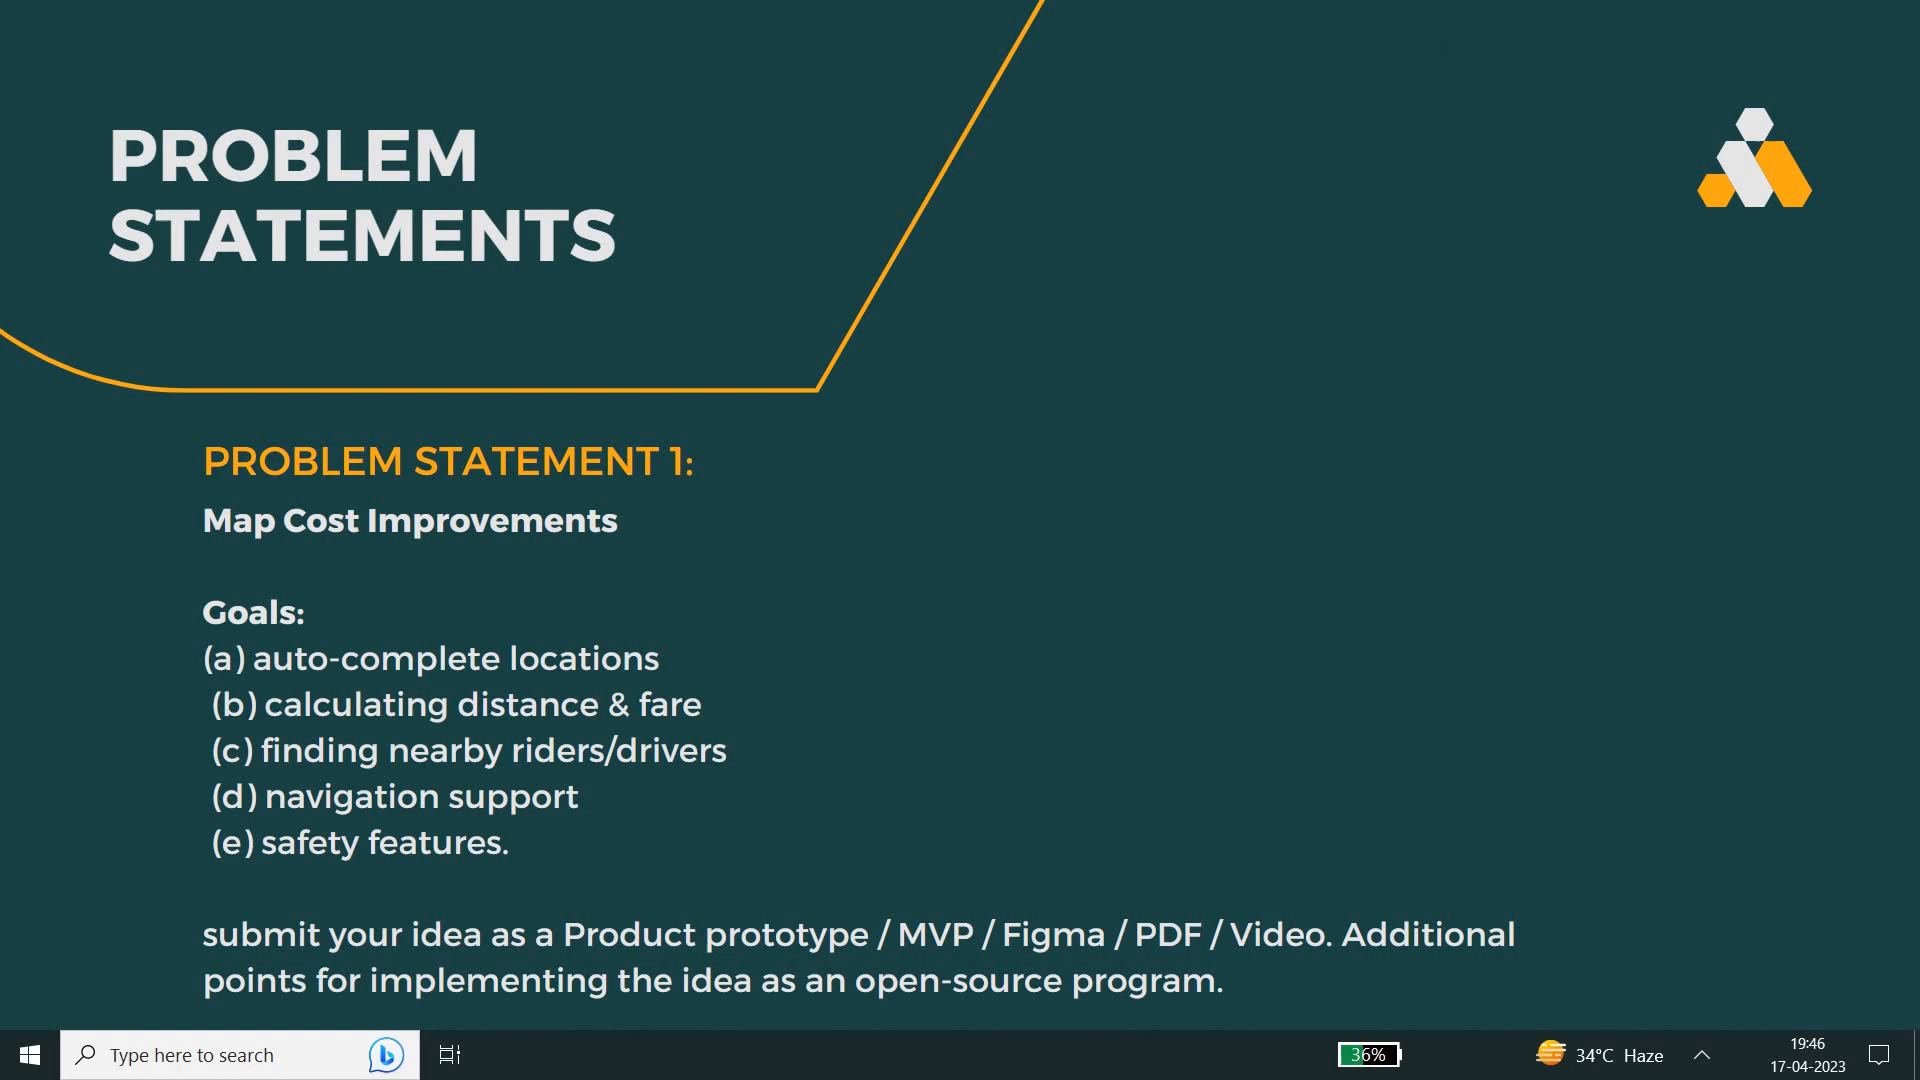 PROBLEM
STATEMENTS
PROBLEM STATEMENT 1:
Map Cost Improvements
Goals:
(a) auto-complete locations
(b) calculating distance & fare
(c) finding nearby riders/drivers
(d) navigation support
(e) safety features.
submit your idea as a Product prototype / MVP / Figma / PDF / Video. Additional
points for implementing the idea as an open-source program.
Type here to search
36%
34°C Haze
19:46
17-04-2023